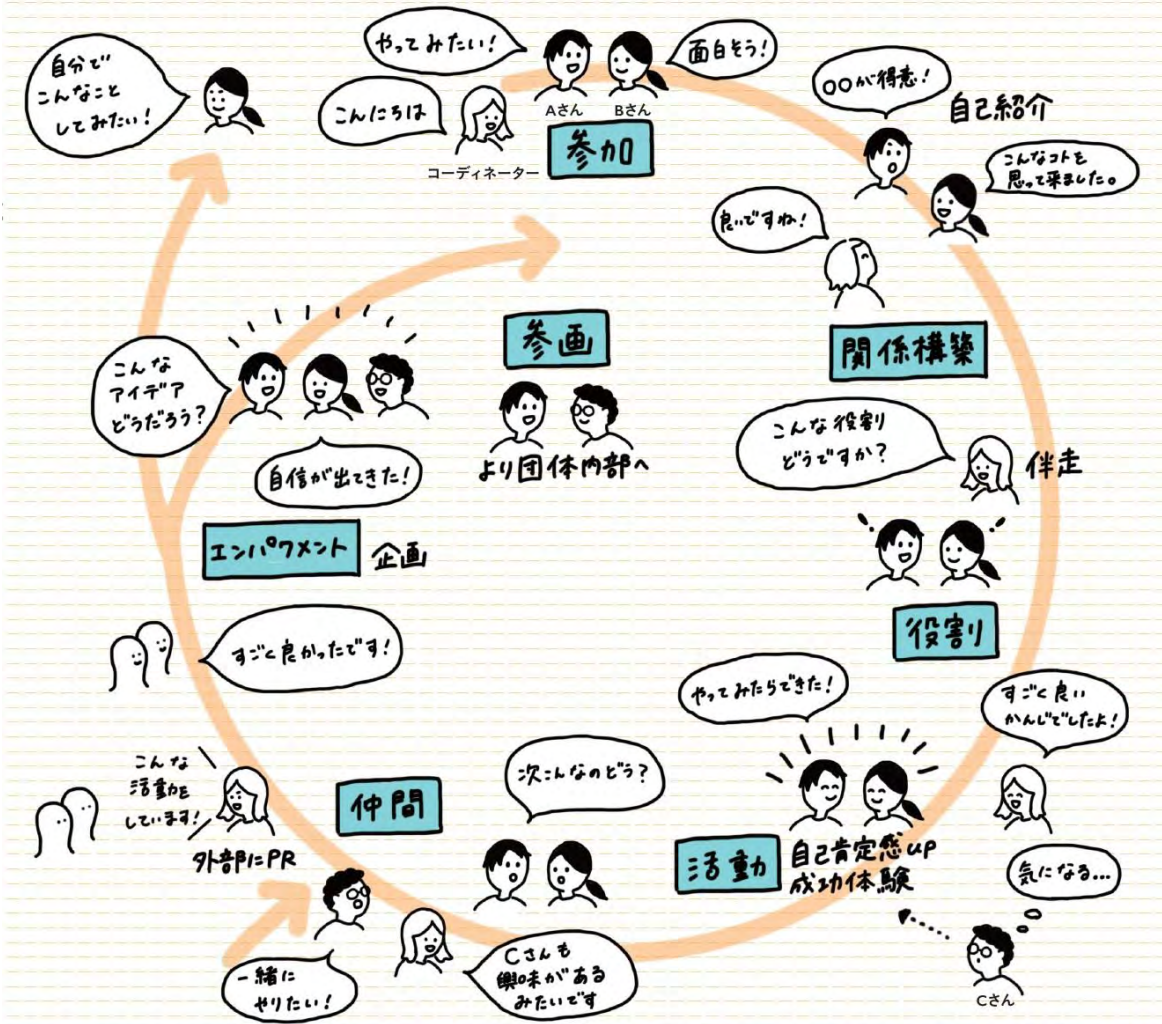 やってみたい!
面白そう!
こんにちは
Aさん
Bさん
コーディネーター
参加
〇〇が得意!
自己紹介
こんなコトを
思って来ました。
良いですね!
関係構築
こんな役割
どうですか?
伴走
役割
やってみたらできた!
すごく良い
かんじでしたよ!
活動
自己肯定感up
成功体験
気になる...
Cさん
次こんなのどう?
Cさんも
興味がある
みたいです
一緒に
やりたい!
仲間
こんな
活動を
しています!
外部にPR
すごく良かったです!
エンパワメント
企画
自信が出てきた!
こんな
アイデア
どうだろう?
参画
より団体内部へ
自分で
こんなこと
してみたい!